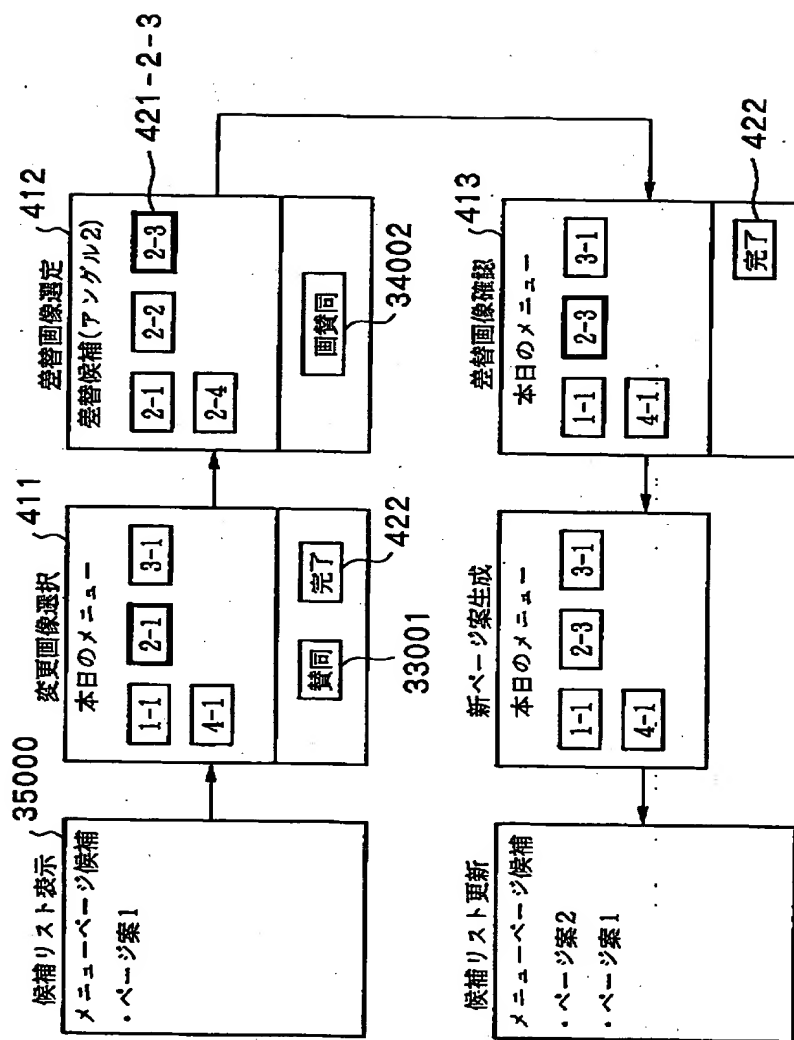 候補リスト表示
35000
メニューページ候補
・ページ案1
変更画像選択
411
本日のメニュー
1-1 2-1 3-1
4-1
賛同 完了
33001
422
差替画像選定
412
差替候補(アングル2)
2-1 2-2 2-3
2-4
421-2-3
画賛同
34002
候補リスト更新
メニューページ候補
・ページ案2
・ページ案1
新ページ案生成
本日のメニュー
1-1 2-3 3-1
4-1
差替画像確認
413
本日のメニュー
1-1 2-3 3-1
4-1
完了
422